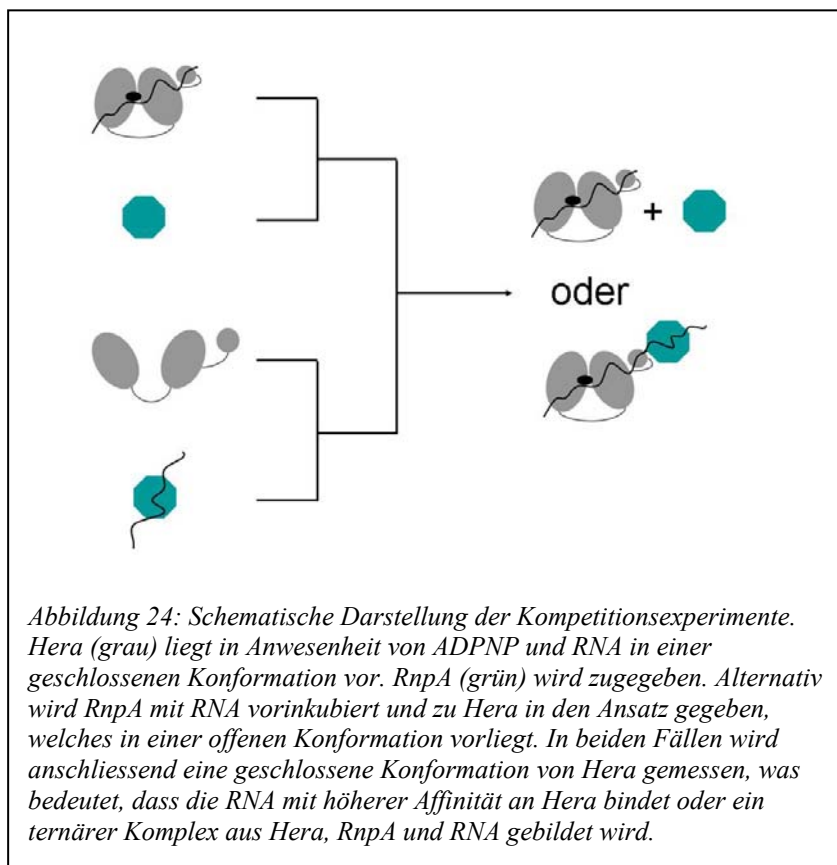 +
oder
Abbildung 24: Schematische Darstellung der Kompetitionsexperimente.
Hera (grau) liegt in Anwesenheit von ADPNP und RNA in einer
geschlossenen Konformation vor. RnpA (grün) wird zugegeben. Alternativ
wird RnpA mit RNA vorinkubiert und zu Hera in den Ansatz gegeben,
welches in einer offenen Konformation vorliegt. In beiden Fällen wird
anschliessend eine geschlossene Konformation von Hera gemessen, was
bedeutet, dass die RNA mit höherer Affinität an Hera bindet oder ein
ternärer Komplex aus Hera, RnpA und RNA gebildet wird.